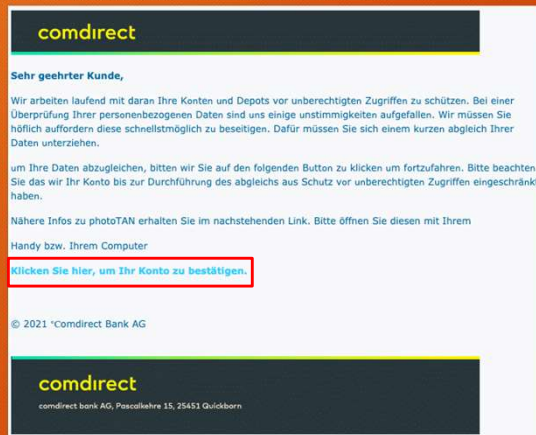 comdirect
Sehr geehrter Kunde,
Wir arbeiten laufend mit daran Ihre Konten und Depots vor unberechtigten Zugriffen zu schützen. Bei einer
Überprüfung Ihrer personenbezogenen Daten sind uns einige unstimmigkeiten aufgefallen. Wir müssen Sie
höflich auffordern diese schnellstmöglich zu beseitigen. Dafür müssen Sie sich einem kurzen abgleich Ihrer
Daten unterziehen.
um Ihre Daten abzugleichen, bitten wir Sie auf den folgenden Button zu klicken um fortzufahren. Bitte beachten
Sie das wir Ihr Konto bis zur Durchführung des abgleichs aus Schutz vor unberechtigten Zugriffen eingeschränkt
haben.
Nähere Infos zu photoTAN erhalten Sie im nachstehenden Link. Bitte öffnen Sie diesen mit Ihrem
Handy bzw. Ihrem Computer
Klicken Sie hier, um Ihr Konto zu bestätigen.
© 2021 "Comdirect Bank AG
comdirect
comdirect bank AG, Pascalkehre 15, 25451 Quickborn